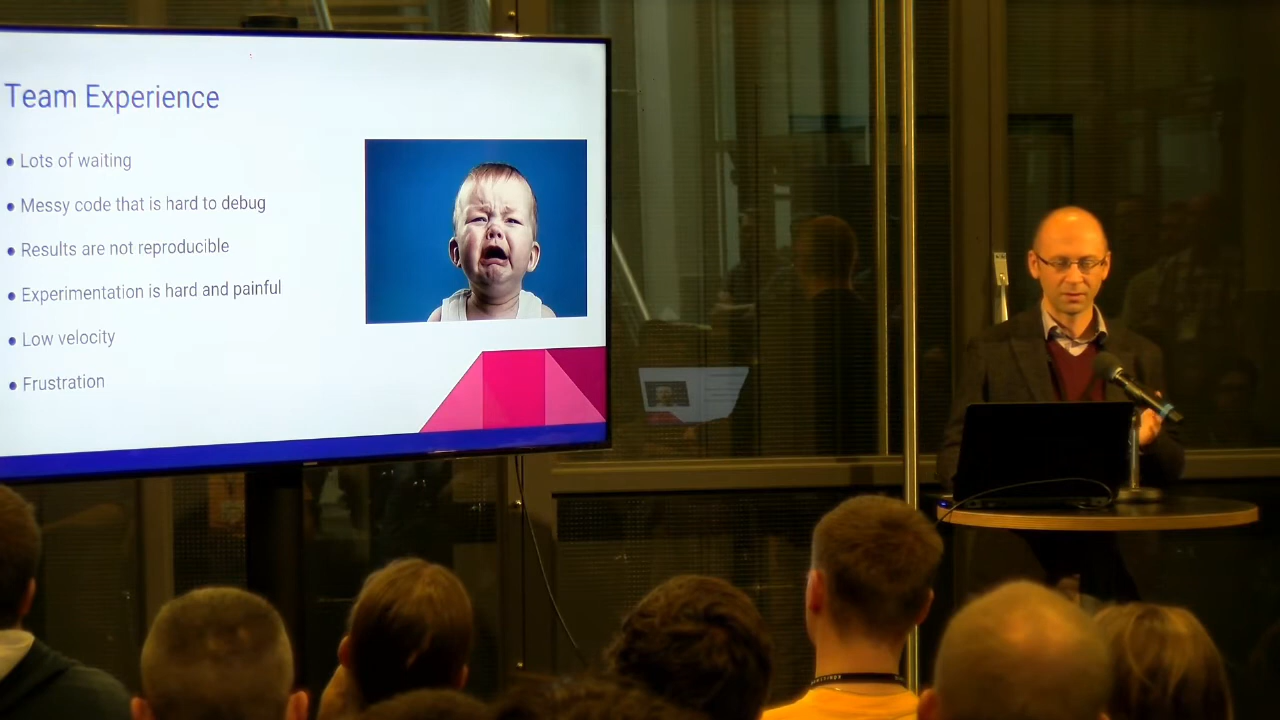 Team Experience
Lots of waiting
Messy code that is hard to debug
Results are not reproducible
Experimentation is hard and painful
Low velocity
Frustration